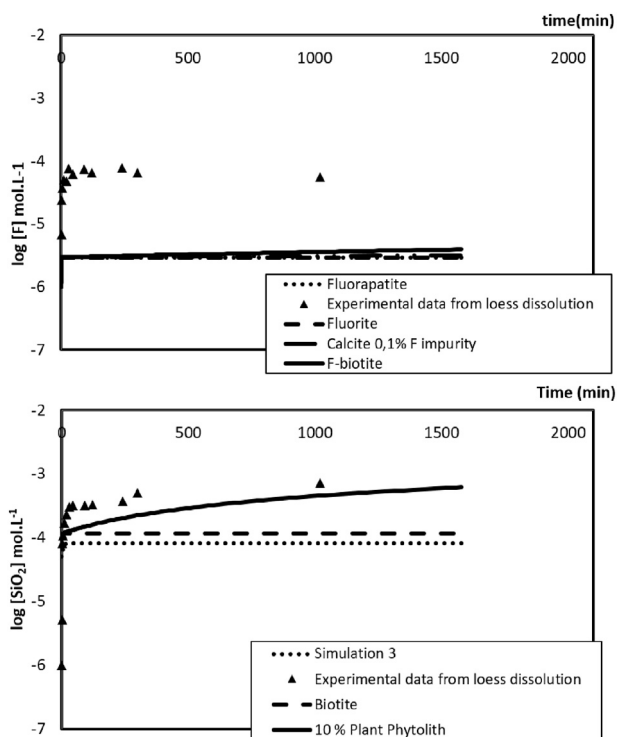 time(min)
-2
0 500 1000 1500 2000
-3
-4
-5
-6
-7
log [F] mol.L-1
Fluorapatite
Experimental data from loess dissolution
Fluorite
Calcite 0,1% F impurity
F-biotite
Time (min)
-2
0 500 1000 1500 2000
-3
-4
-5
-6
-7
log [SiO₂] mol.L⁻¹
Simulation 3
Experimental data from loess dissolution
Biotite
10 % Plant Phytolith